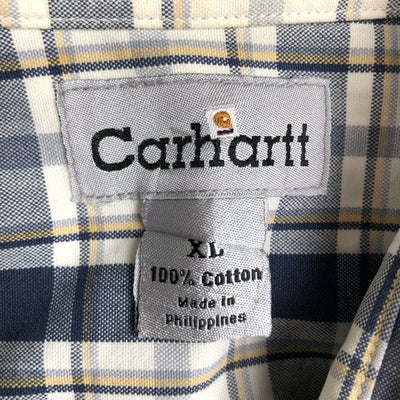 Carhartt
XL
100% Cotton
Made in
Philippines